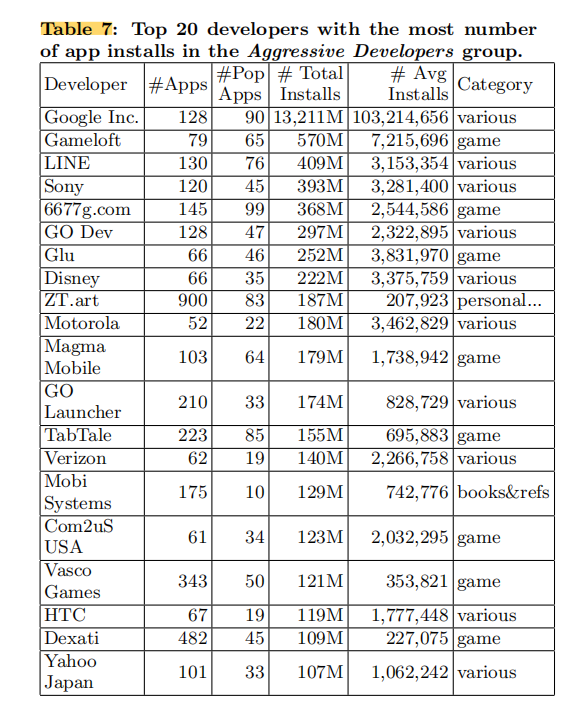 Table 7: Top 20 developers with the most number
of app installs in the Aggressive Developers group.
Developer #Apps #Pop Apps # Total Installs # Avg Installs Category
Google Inc. 128 90 13,211M 103,214,656 various
Gameloft 79 65 570M 7,215,696 game
LINE 130 76 409M 3,153,354 various
Sony 120 45 393M 3,281,400 various
6677g.com 145 99 368M 2,544,586 game
GO Dev 128 47 297M 2,322,895 various
Glu 66 46 252M 3,831,970 game
Disney 66 35 222M 3,375,759 various
ZT.art 900 83 187M 207,923 personal...
Motorola 52 22 180M 3,462,829 various
Magma Mobile 103 64 179M 1,738,942 game
GO Launcher 210 33 174M 828,729 various
TabTale 223 85 155M 695,883 game
Verizon 62 19 140M 2,266,758 various
Mobi Systems 175 10 129M 742,776 books&refs
Com2uS USA 61 34 123M 2,032,295 game
Vasco Games 343 50 121M 353,821 game
HTC 67 19 119M 1,777,448 various
Dexati 482 45 109M 227,075 game
Yahoo Japan 101 33 107M 1,062,242 various